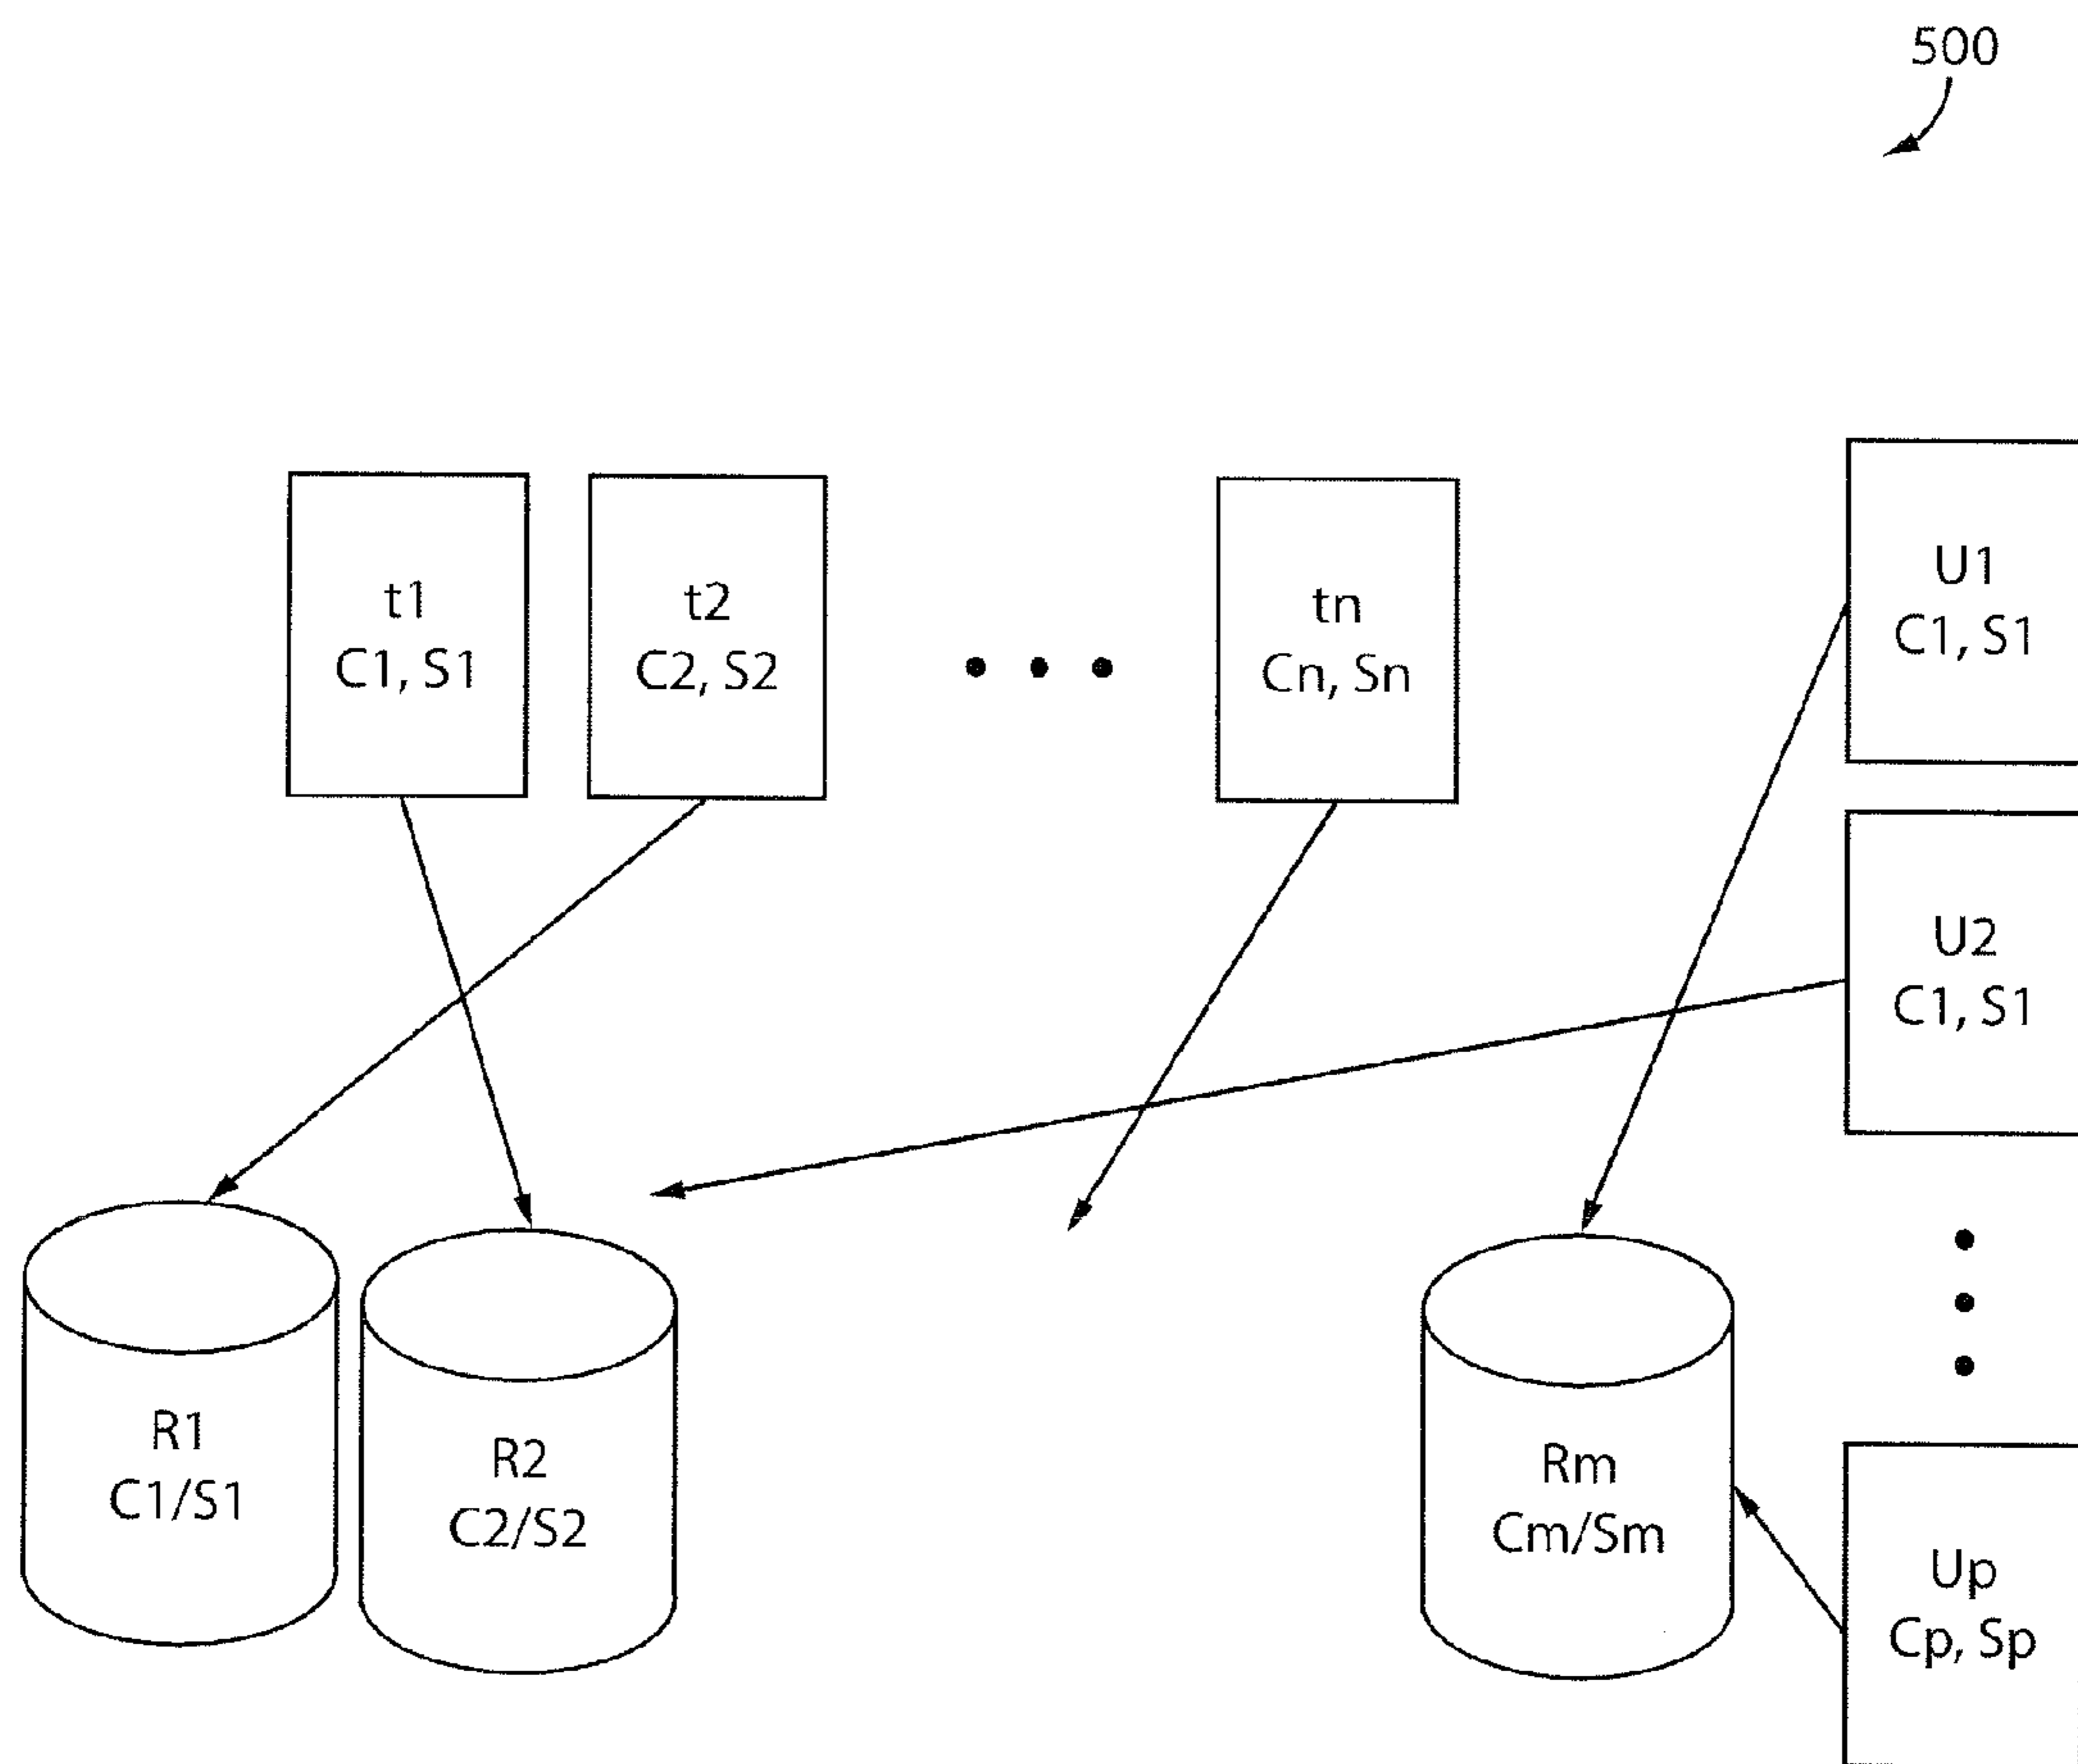 500
t1
C1, S1
t2
C2, S2
tn
Cn, Sn
U1
C1, S1
U2
C1, S1
R1
C1/S1
R2
C2/S2
Rm
Cm/Sm
Up
Cp, Sp